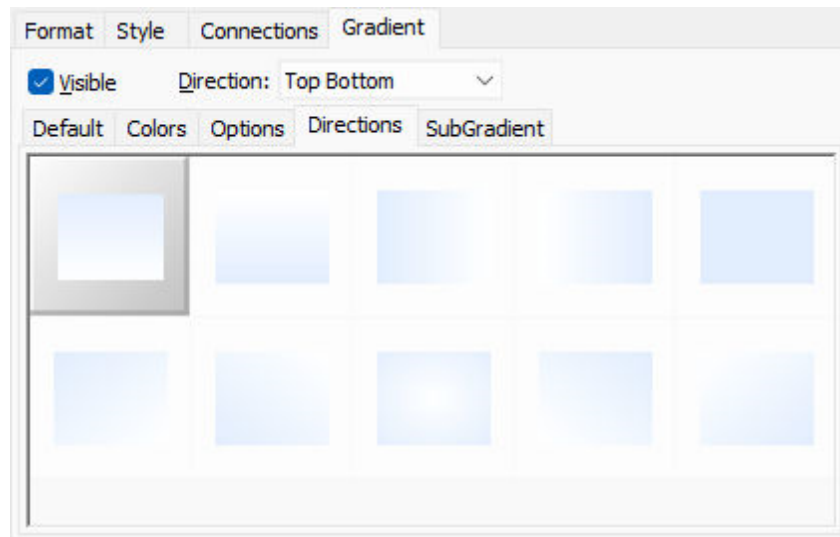 Format Style Connections Gradient
Visible Direction: Top Bottom
Default Colors Options Directions SubGradient